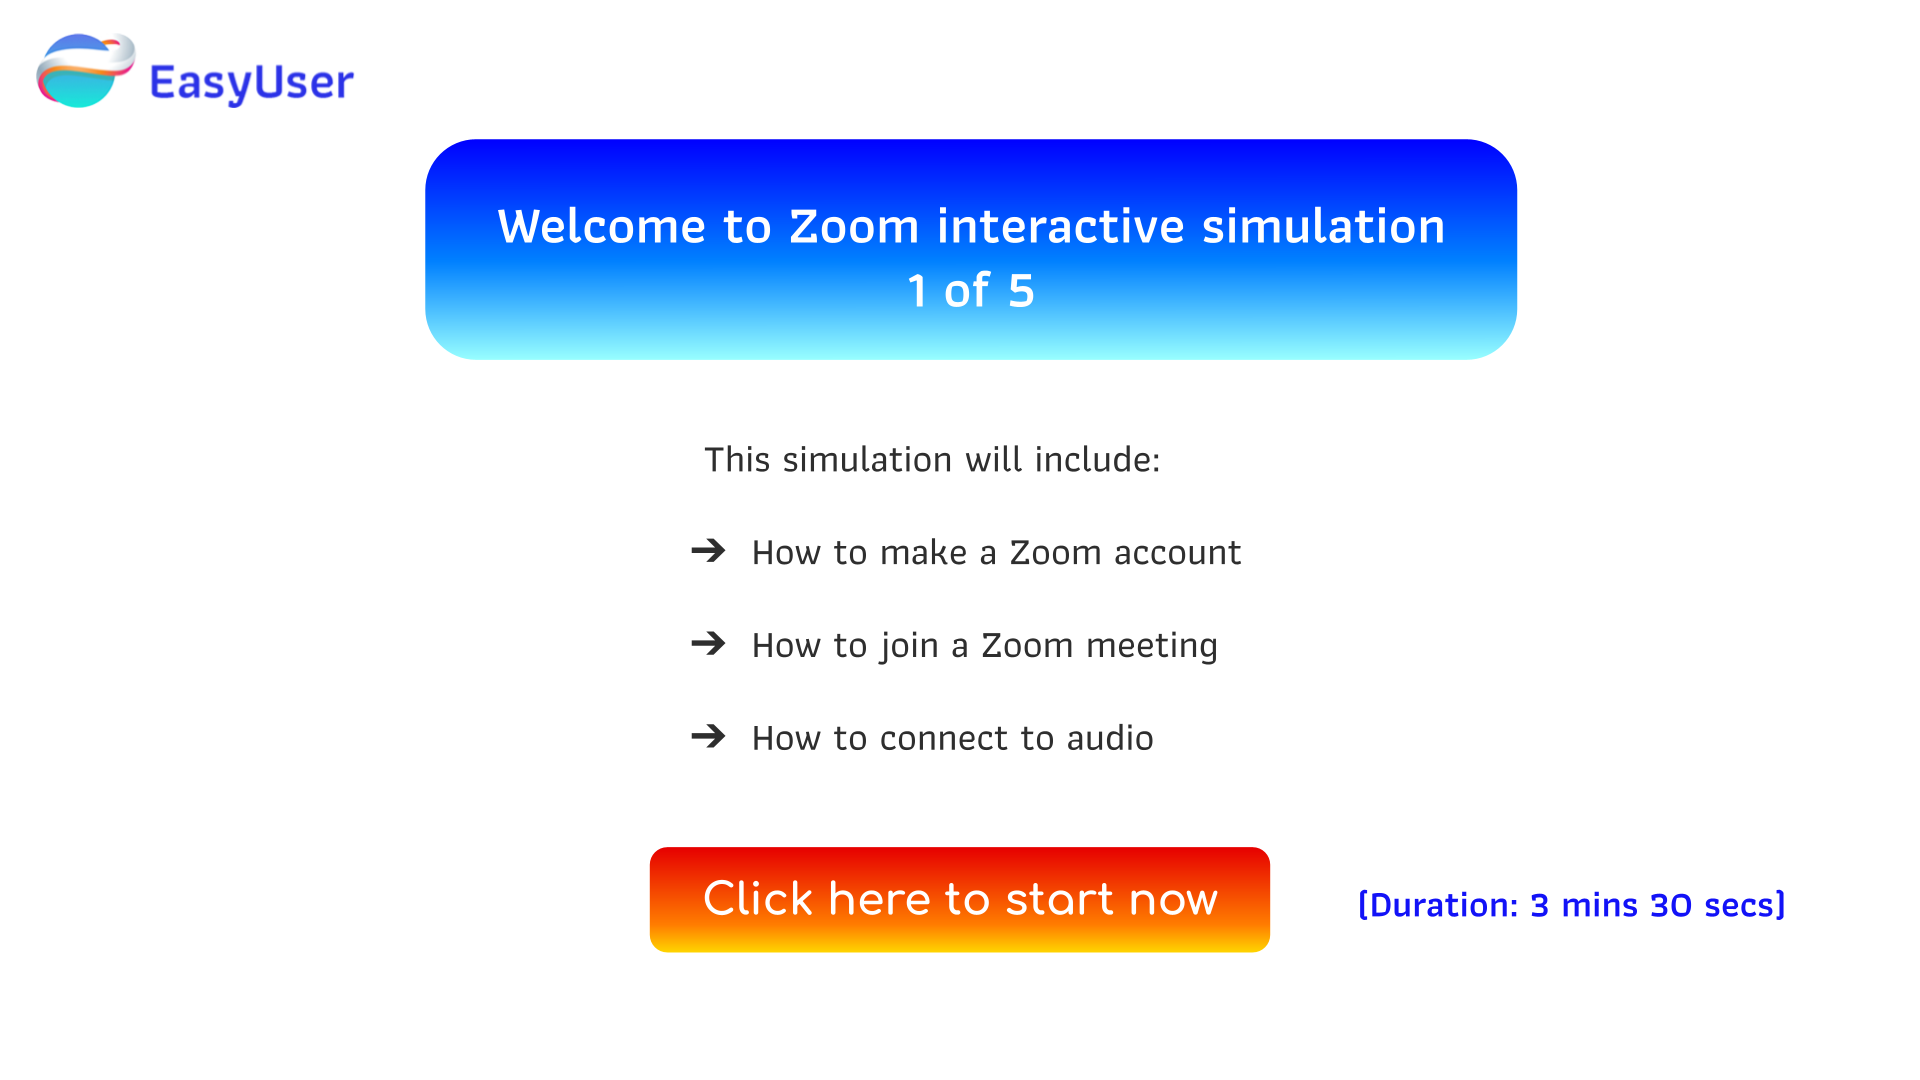 EasyUser
Welcome to Zoom interactive simulation
1 of 5
This simulation will include:
➔ How to make a Zoom account
➔ How to join a Zoom meeting
➔ How to connect to audio
Click here to start now
(Duration: 3 mins 30 secs)